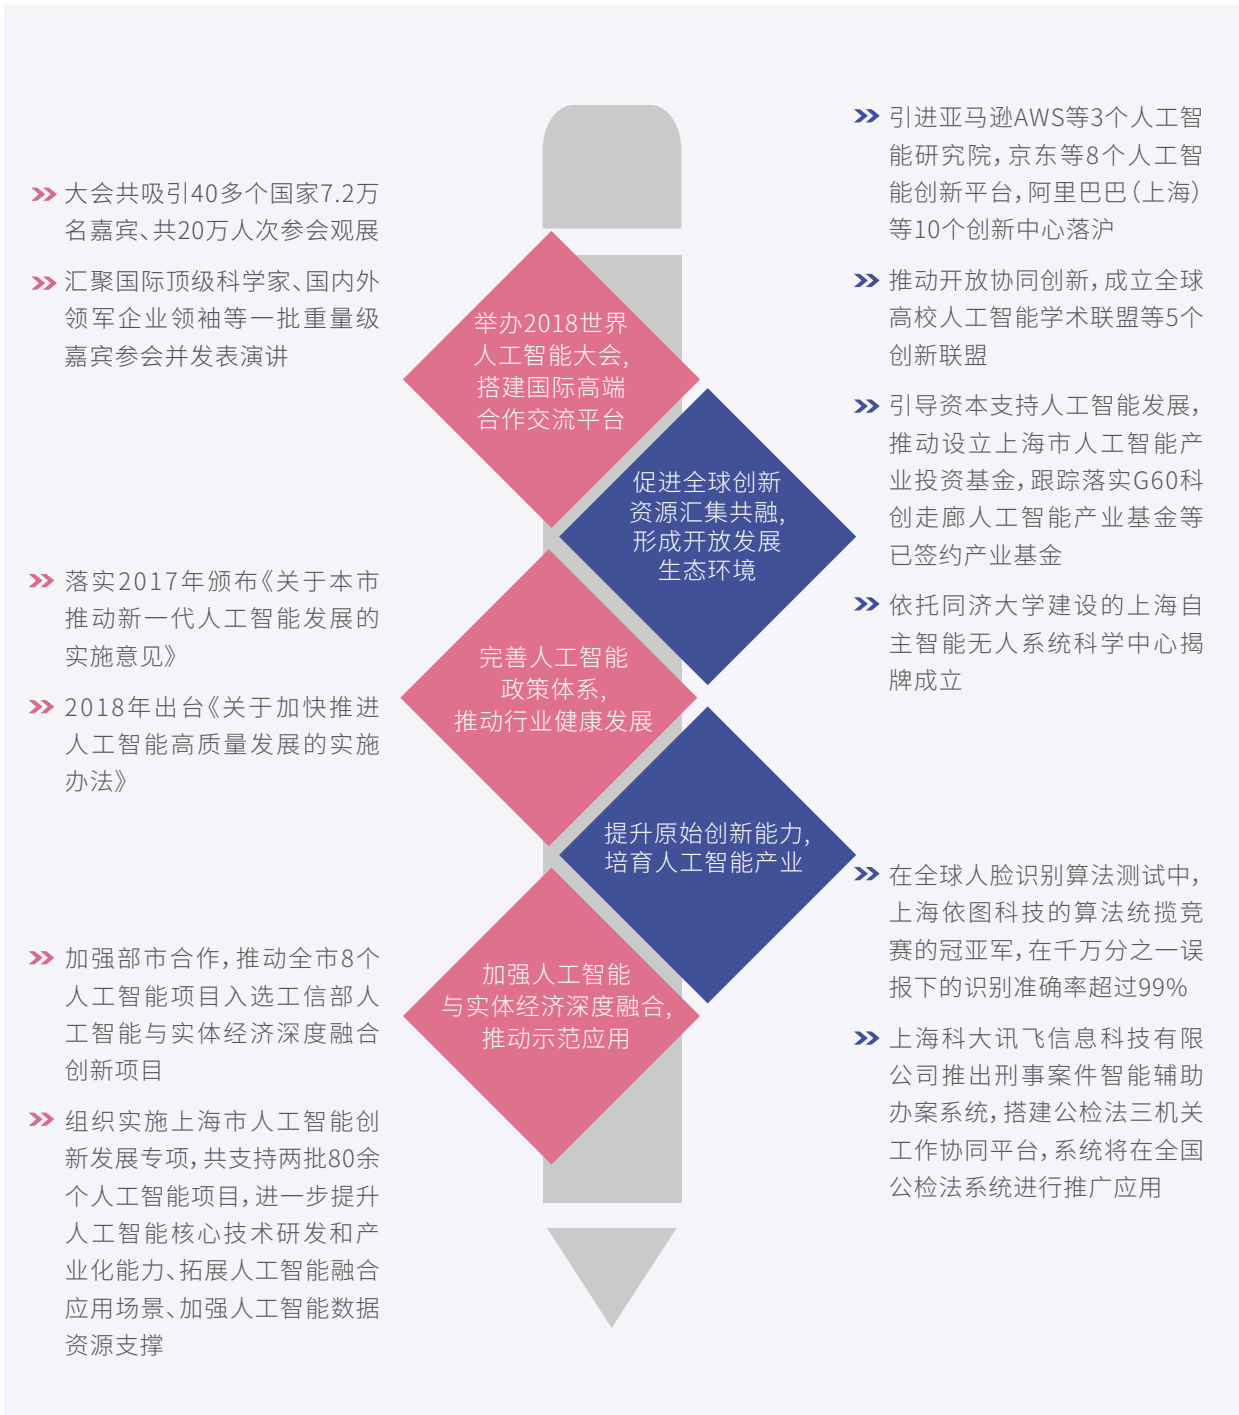 大会共吸引40多个国家7.2万
名嘉宾、共20万人次参会观展
汇聚国际顶级科学家、国内外
领军企业领袖等一批重量级
嘉宾参会并发表演讲
举办2018世界
人工智能大会,
搭建国际高端
合作交流平台
引进亚马逊AWS等3个人工智
能研究院,京东等8个人工智
能创新平台,阿里巴巴(上海)
等10个创新中心落沪
推动开放协同创新,成立全球
高校人工智能学术联盟等5个
创新联盟
引导资本支持人工智能发展,
推动设立上海市人工智能产
业投资基金,跟踪落实G60科
创走廊人工智能产业基金等
已签约产业基金
依托同济大学建设的上海自
主智能无人系统科学中心揭
牌成立
促进全球创新
资源汇集共融,
形成开放发展
生态环境
落实2017年颁布《关于本市
推动新一代人工智能发展的
实施意见》
2018年出台《关于加快推进
人工智能高质量发展的实施
办法》
完善人工智能
政策体系,
推动行业健康发展
提升原始创新能力,
培育人工智能产业
在全球人脸识别算法测试中,
上海依图科技的算法统揽竞
赛的冠亚军,在千万分之一误
报下的识别准确率超过99%
上海科大讯飞信息科技有限
公司推出刑事案件智能辅助
办案系统,搭建公检法三机关
工作协同平台,系统将在全国
公检法系统进行推广应用
加强部市合作,推动全市8个
人工智能项目入选工信部人
工智能与实体经济深度融合
创新项目
组织实施上海市人工智能创
新发展专项,共支持两批80余
个人工智能项目,进一步提升
人工智能核心技术研发和产
业化能力、拓展人工智能融合
应用场景、加强人工智能数据
资源支撑
加强人工智能
与实体经济深度融合,
推动示范应用